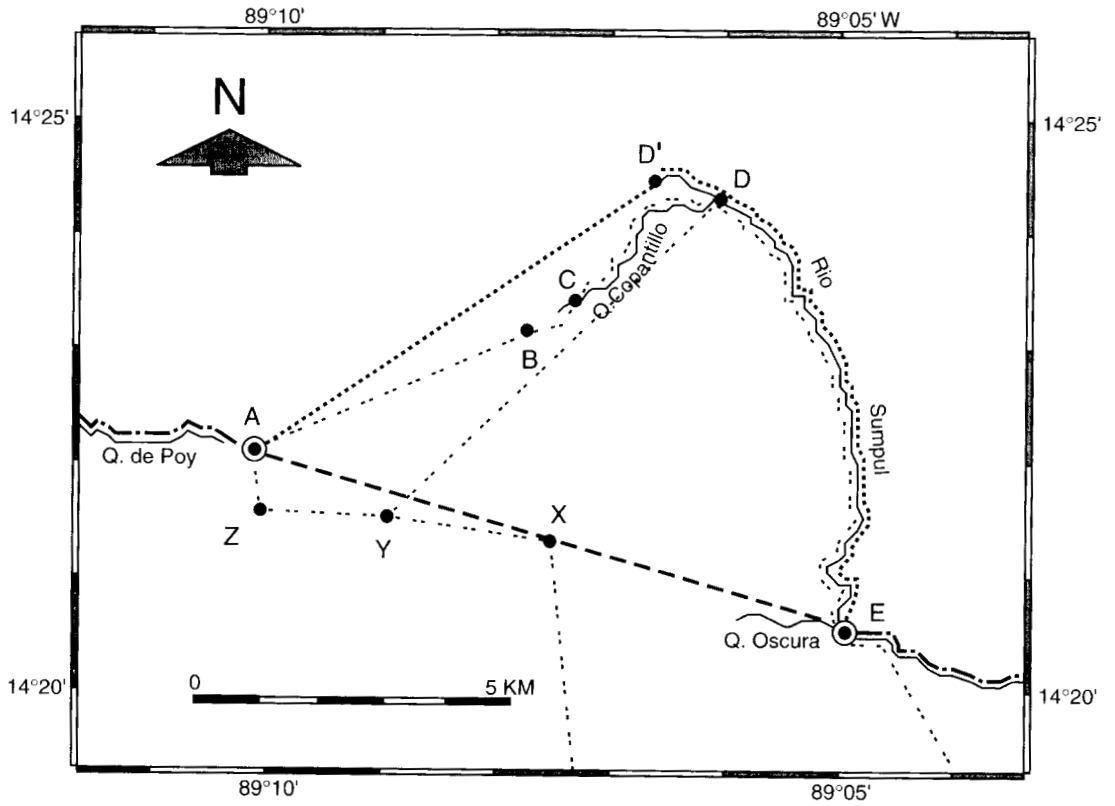 89°10'
89°05' W
14°25'
14°25'
N
D'
D
Rio
Q. Copantillo
C
B
A
Q. de Poy
Sumpul
Z
Y
X
E
Q. Oscura
14°20'
0
5 KM
14°20'
89°10'
89°05'